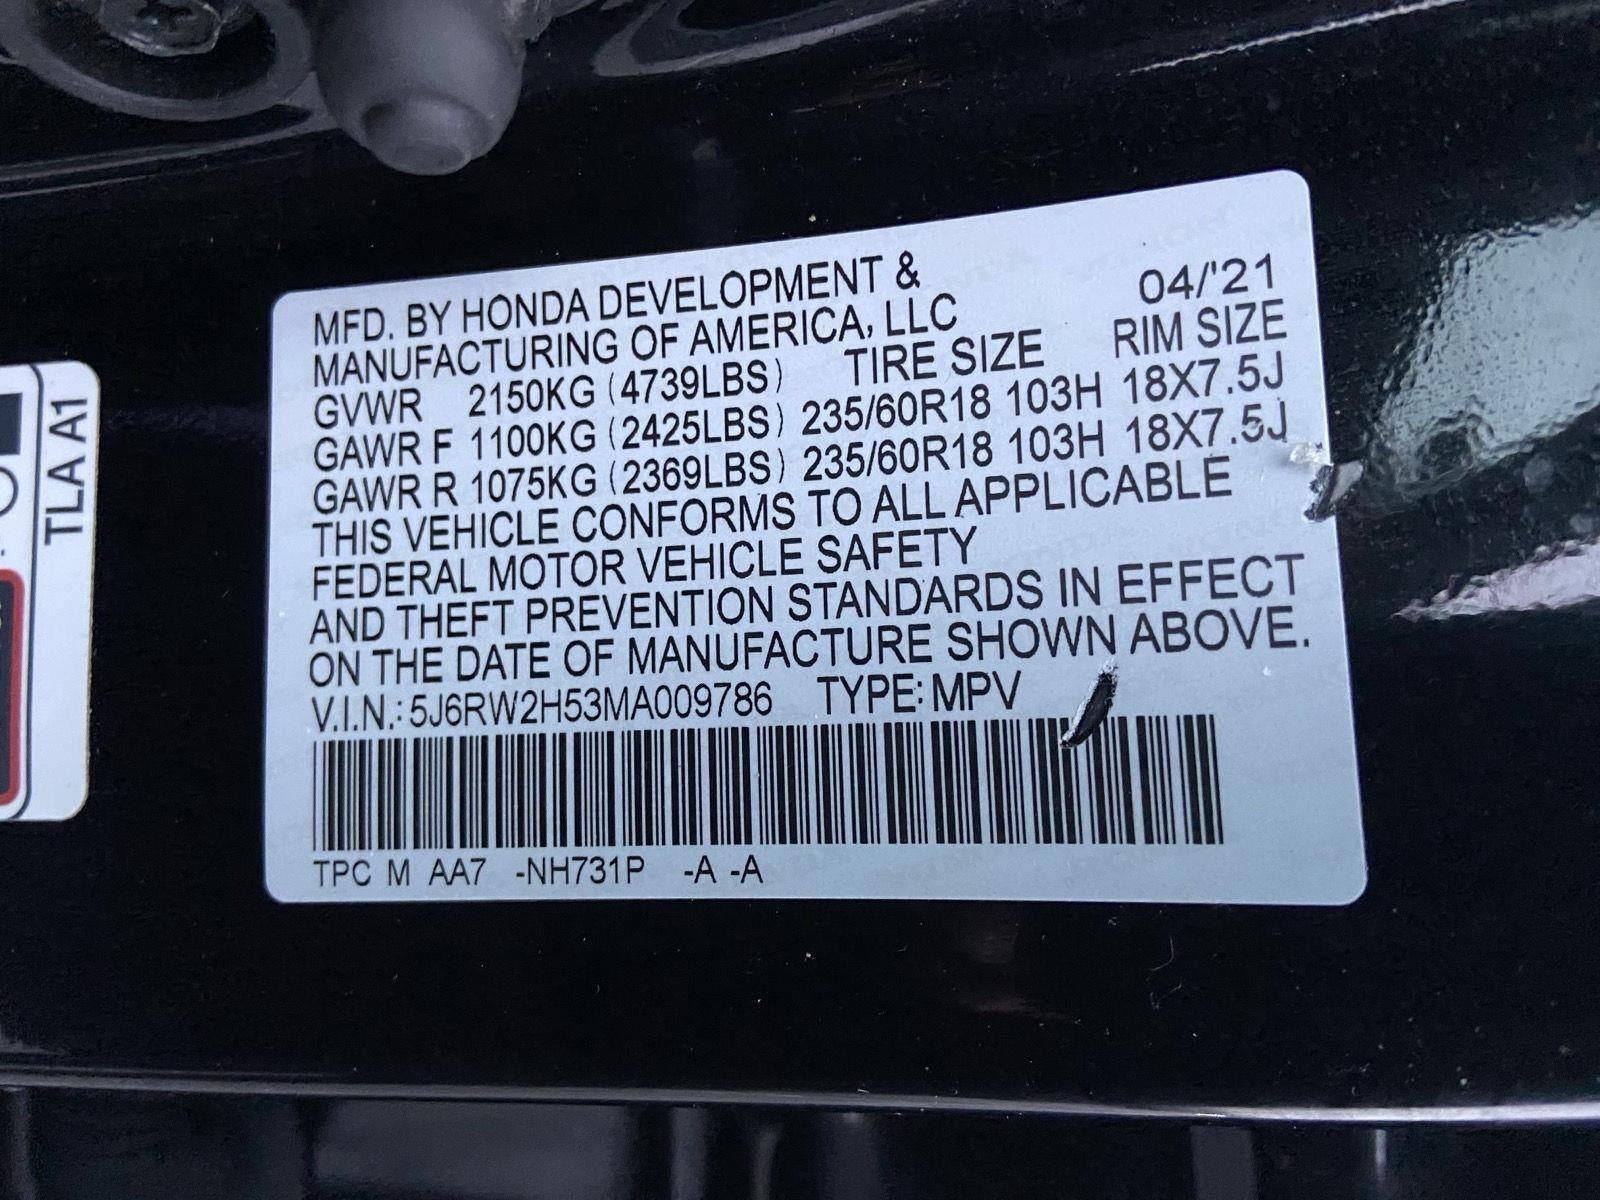 MFD. BY HONDA DEVELOPMENT &
MANUFACTURING OF AMERICA, LLC 04/'21
GVWR 2150KG (4739LBS) TIRE SIZE RIM SIZE
GAWR F 1100KG (2425LBS) 235/60R18 103H 18X7.5J
GAWR R 1075KG (2369LBS) 235/60R18 103H 18X7.5J
THIS VEHICLE CONFORMS TO ALL APPLICABLE
FEDERAL MOTOR VEHICLE SAFETY
AND THEFT PREVENTION STANDARDS IN EFFECT
ON THE DATE OF MANUFACTURE SHOWN ABOVE.
V.I.N.: 5J6RW2H53MA009786 TYPE: MPV
TPC M AA7 -NH731P -A -A
TLA A1